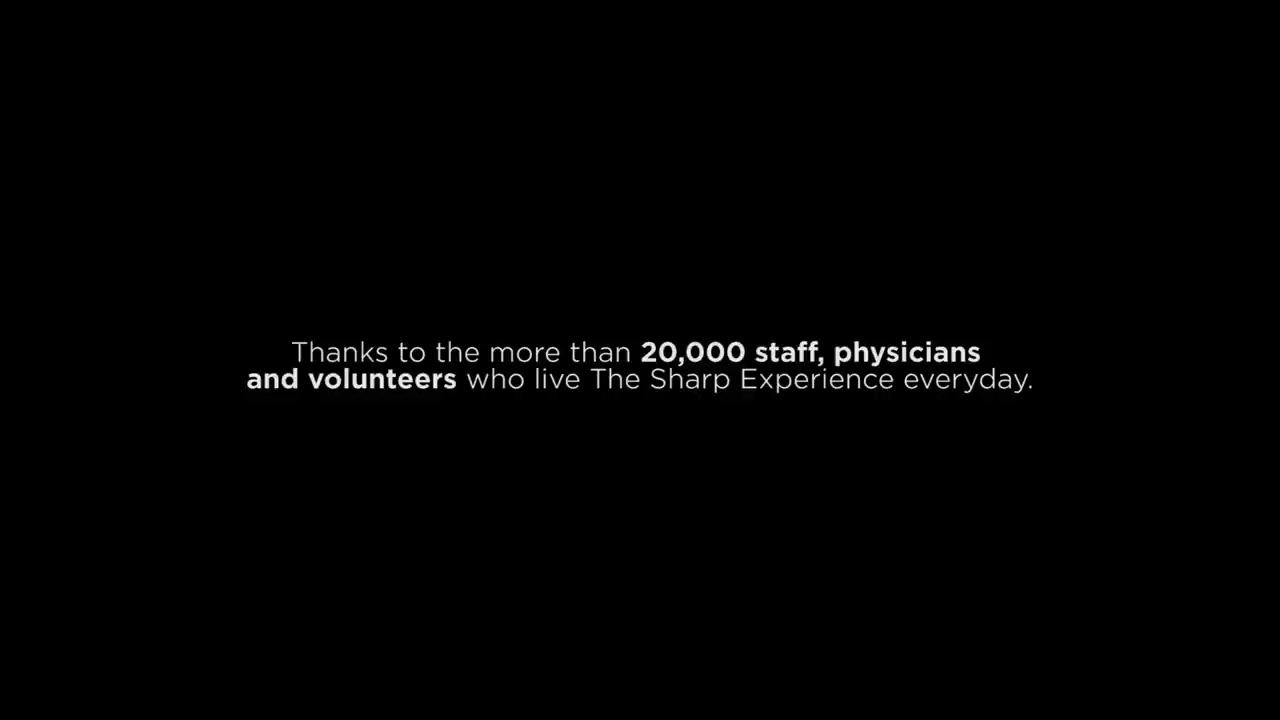 Thanks to the more than 20,000 staff, physicians
and volunteers who live The Sharp Experience everyday.